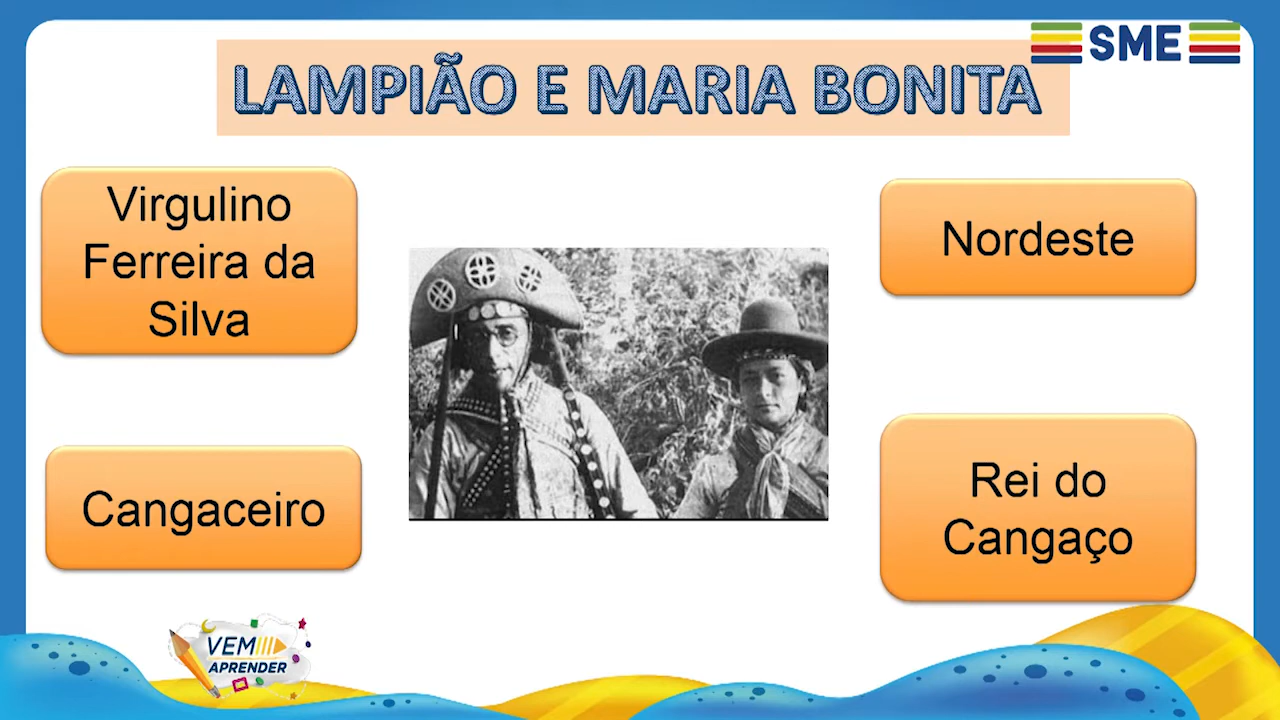 SME
LAMPIÃO E MARIA BONITA
Virgulino
Ferreira da
Silva
Nordeste
Cangaceiro
Rei do
Cangaço
VEM
APRENDER